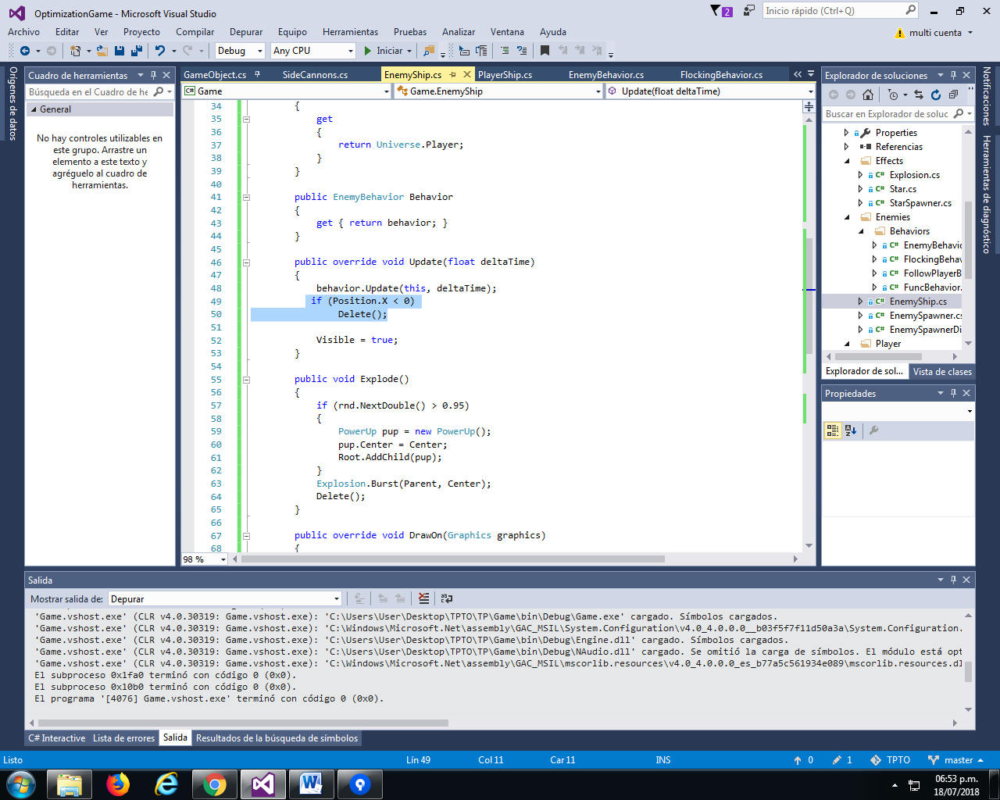 OptimizationGame - Microsoft Visual Studio
2
Inicio rápido (Ctrl+Q)
Archivo Editar Ver Proyecto Compilar Depurar Equipo Herramientas Pruebas Analizar Ventana Ayuda
multi cuenta
Debug Any CPU Iniciar
Orígenes de datos
Cuadro de herramientas
Búsqueda en el Cuadro de he
General
No hay controles utilizables en
este grupo. Arrastre un
elemento a este texto y
agréguelo al cuadro de
herramientas.
GameObject.cs SideCannons.cs EnemyShip.cs PlayerShip.cs EnemyBehavior.cs FlockingBehavior.cs
C# Game Game.EnemyShip Update(float deltaTime)
34 {
35 get
36 {
37 return Universe.Player;
38 }
39 }
40
41 public EnemyBehavior Behavior
42 {
43 get { return behavior; }
44 }
45
46 public override void Update(float deltaTime)
47 {
48 behavior.Update(this, deltaTime);
49 if (Position.X < 0)
50 Delete();
51
52 Visible = true;
53 }
54
55 public void Explode()
56 {
57 if (rnd.NextDouble() > 0.95)
58 {
59 PowerUp pup = new PowerUp();
60 pup.Center = Center;
61 Root.AddChild(pup);
62 }
63 Explosion.Burst(Parent, Center);
64 Delete();
65 }
66
67 public override void DrawOn(Graphics graphics)
68 {
98 %
Explorador de soluciones
Buscar en Explorador de soluc
Properties
Referencias
Effects
C# Explosion.cs
C# Star.cs
C# StarSpawner.cs
Enemies
Behaviors
C# EnemyBehavio
C# FlockingBehav
C# FollowPlayerB
C# FuncBehavior.
C# EnemyShip.cs
C# EnemySpawner.cs
C# EnemySpawnerDi
Player
Explorador de sol... Vista de clases
Propiedades
Notificaciones
Herramientas de diagnóstico
Salida
Mostrar salida de: Depurar
'Game.vshost.exe' (CLR v4.0.30319: Game.vshost.exe): 'C:\Users\User\Desktop\TPTO\TP\Game\bin\Debug\Game.exe' cargado. Símbolos cargados.
'Game.vshost.exe' (CLR v4.0.30319: Game.vshost.exe): 'C:\Windows\Microsoft.Net\assembly\GAC_MSIL\System.Configuration\v4.0_4.0.0.0__b03f5f7f11d50a3a\System.Configuration.
'Game.vshost.exe' (CLR v4.0.30319: Game.vshost.exe): 'C:\Users\User\Desktop\TPTO\TP\Game\bin\Debug\Engine.dll' cargado. Símbolos cargados.
'Game.vshost.exe' (CLR v4.0.30319: Game.vshost.exe): 'C:\Users\User\Desktop\TPTO\TP\Game\bin\Debug\NAudio.dll' cargado. Se omitió la carga de símbolos. El módulo está opt
'Game.vshost.exe' (CLR v4.0.30319: Game.vshost.exe): 'C:\Windows\Microsoft.Net\assembly\GAC_MSIL\mscorlib.resources\v4.0_4.0.0.0_es_b77a5c561934e089\mscorlib.resources.dl
El subproceso 0x1fa0 terminó con código 0 (0x0).
El subproceso 0x10b0 terminó con código 0 (0x0).
El programa '[4076] Game.vshost.exe' terminó con código 0 (0x0).
C# Interactive Lista de errores Salida Resultados de la búsqueda de símbolos
Listo Lín 49 Col 11 Car 11 INS 0 1 TPTO master
06:53 p.m.
18/07/2018